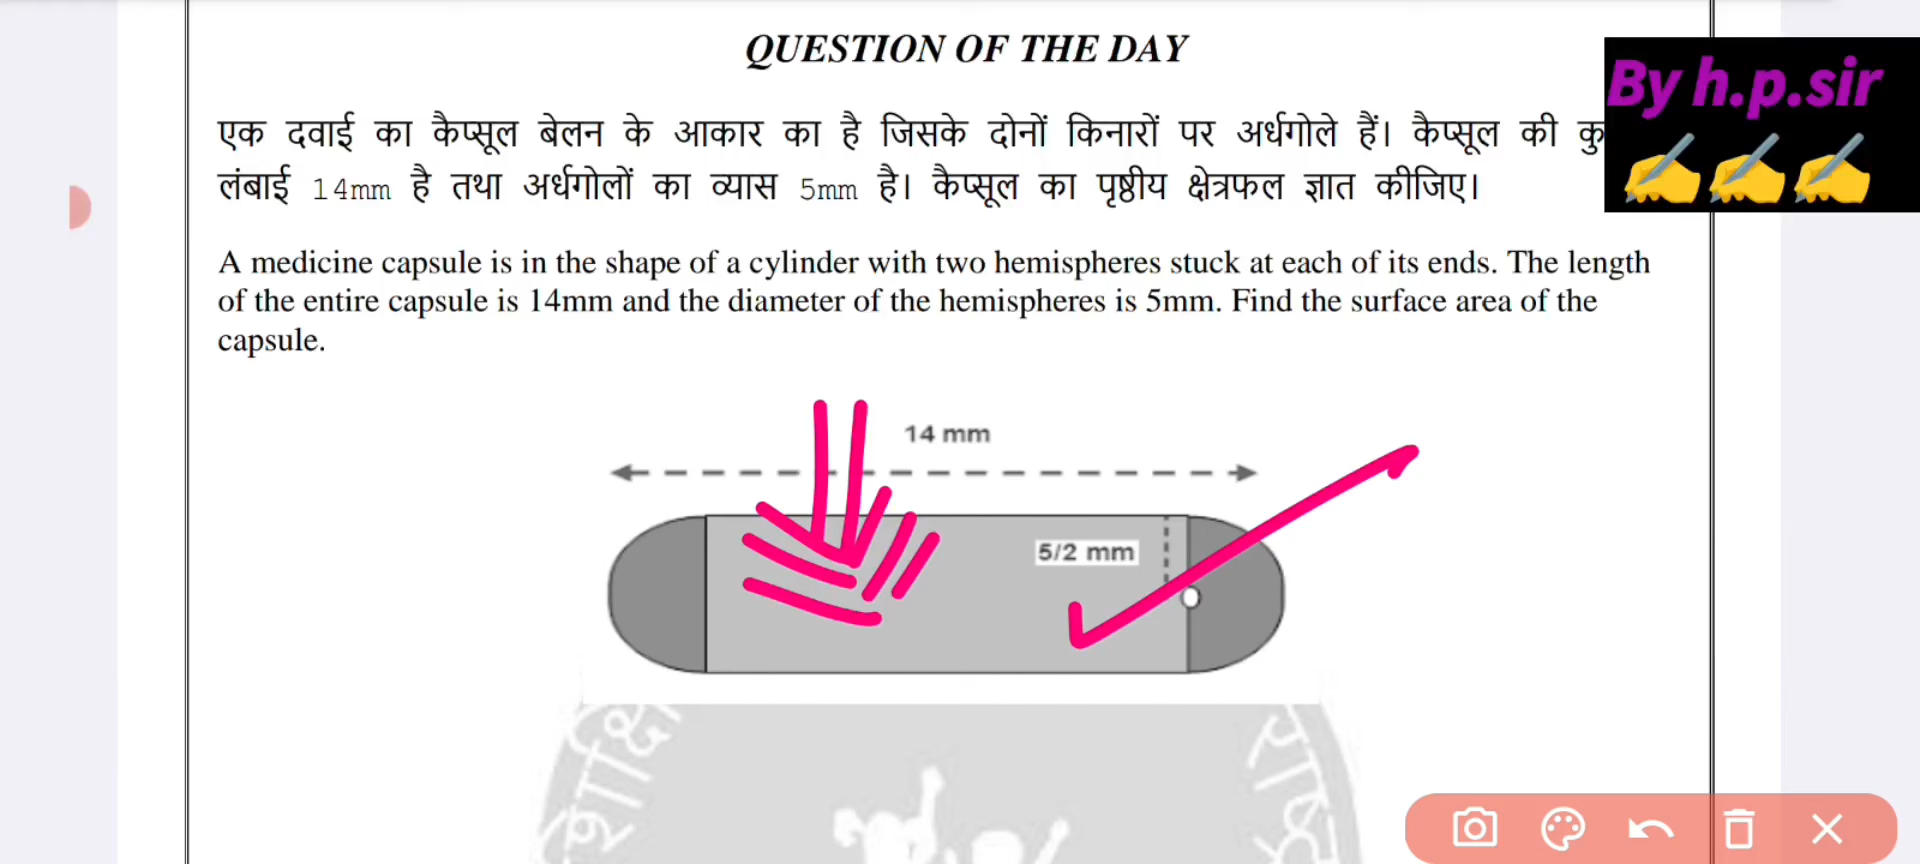 QUESTION OF THE DAY
By h.p.sir
एक दवाई का कैप्सूल बेलन के आकार का है जिसके दोनों किनारों पर अर्धगोले हैं। कैप्सूल की
लंबाई 14mm है तथा अर्धगोलों का व्यास 5mm है। कैप्सूल का पृष्ठीय क्षेत्रफल ज्ञात कीजिए।
A medicine capsule is in the shape of a cylinder with two hemispheres stuck at each of its ends. The length
of the entire capsule is 14mm and the diameter of the hemispheres is 5mm. Find the surface area of the
capsule.
14 mm
5/2 mm